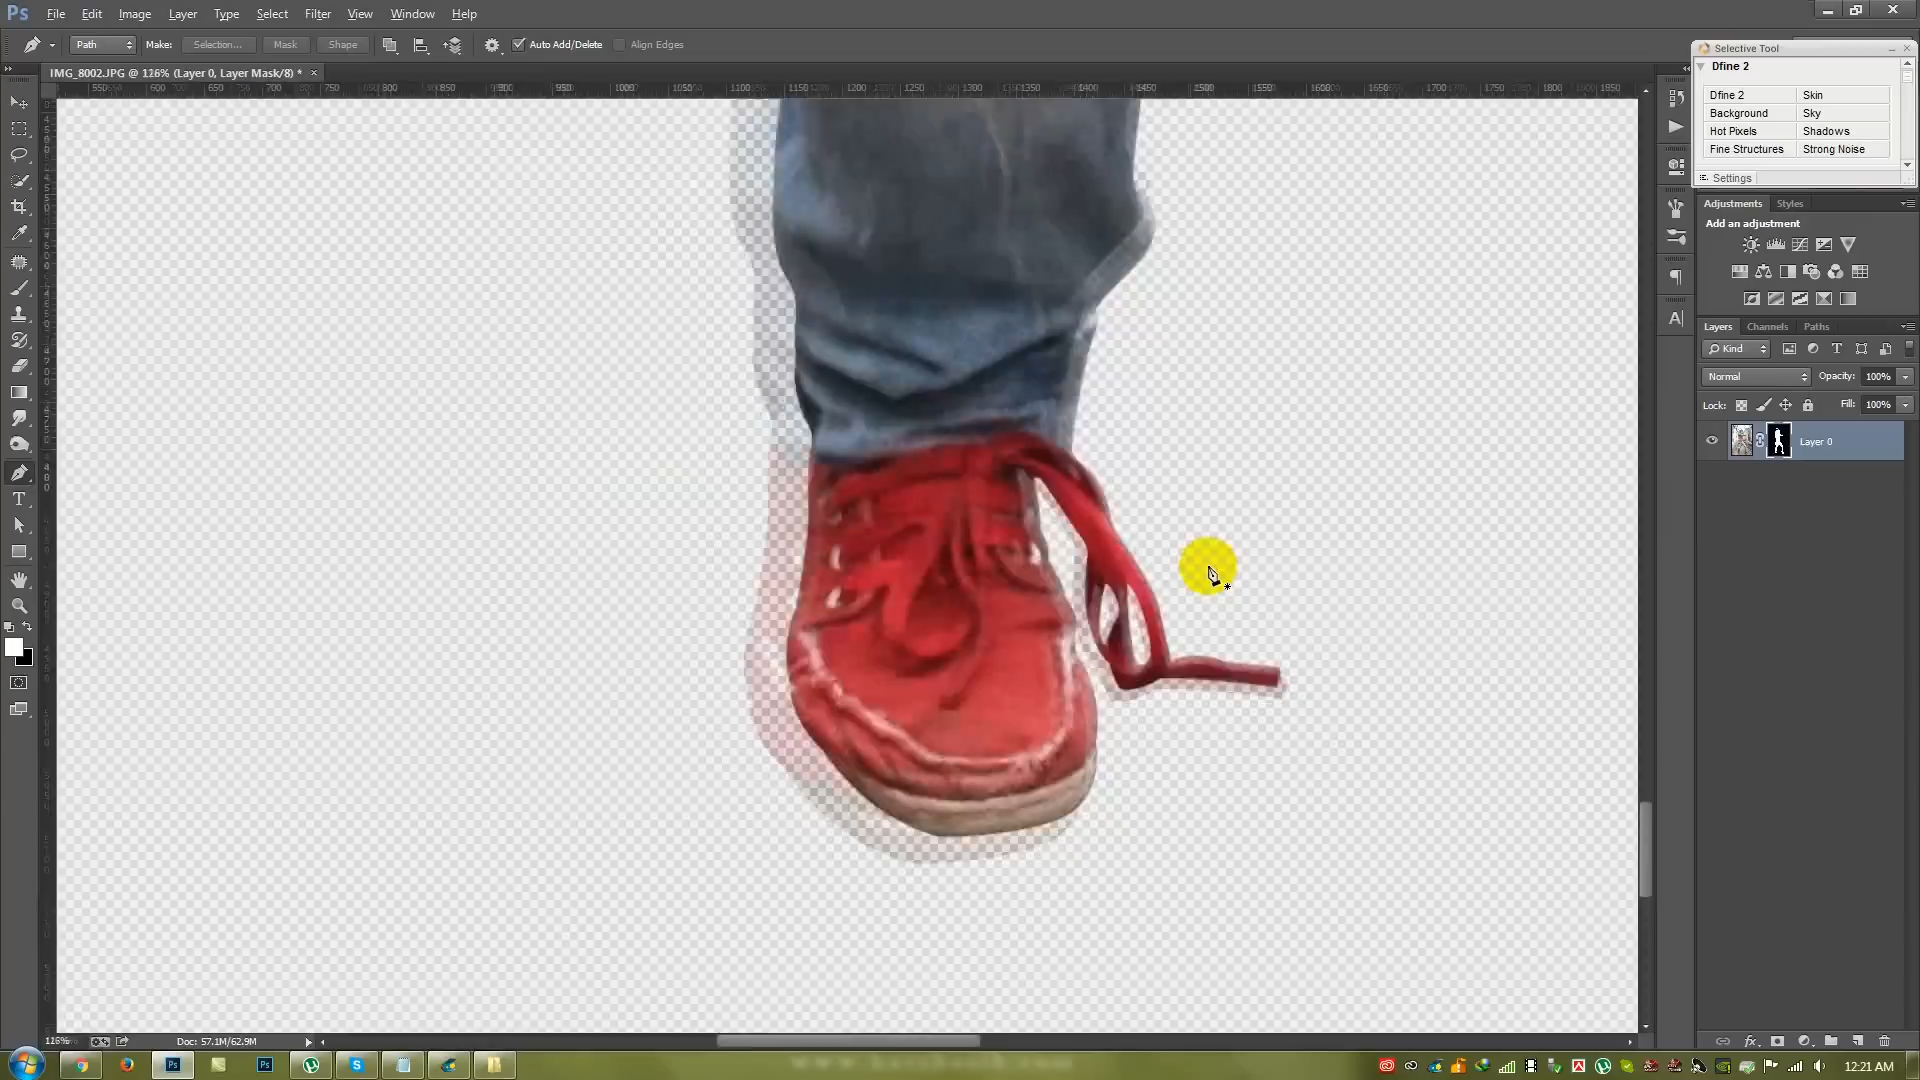 Ps File Edit Image Layer Type Select Filter View Window Help
Path Make: Selection... Mask Shape Auto Add/Delete Align Edges
IMG_8002.JPG @ 126% (Layer 0, Layer Mask/8) *
Selective Tool
Dfine 2
Dfine 2 Skin
Background Sky
Hot Pixels Shadows
Fine Structures Strong Noise
Settings
Adjustments Styles
Add an adjustment
Layers Channels Paths
Kind
Normal Opacity: 100%
Lock: Fill: 100%
Layer 0
126% Doc: 57.1M/62.9M
12:21 AM